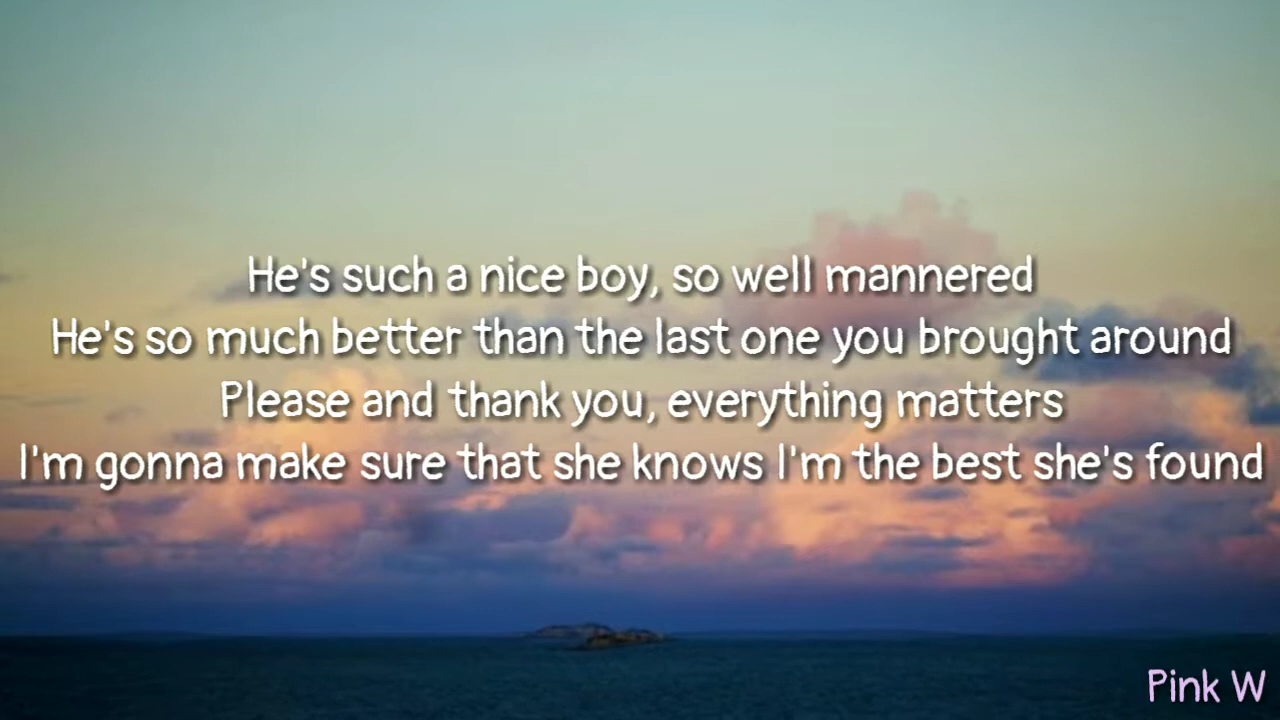 He's such a nice boy, so well mannered
He's so much better than the last one you brought around
Please and thank you, everything matters
I'm gonna make sure that she knows I'm the best she's found
Pink W